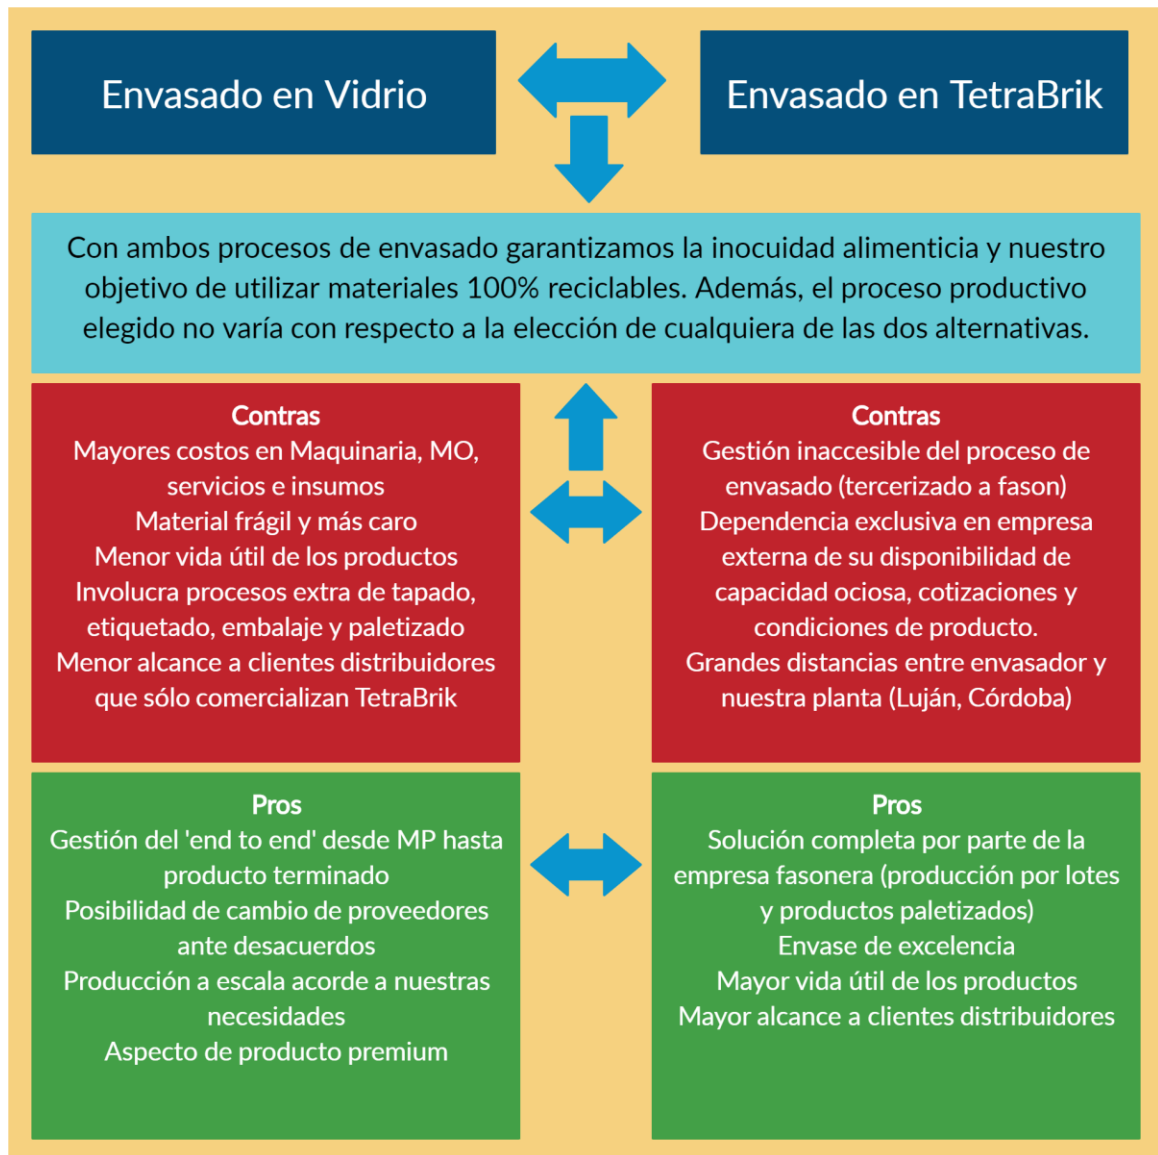 Envasado en Vidrio
Envasado en TetraBrik
Con ambos procesos de envasado garantizamos la inocuidad alimenticia y nuestro
objetivo de utilizar materiales 100% reciclables. Además, el proceso productivo
elegido no varía con respecto a la elección de cualquiera de las dos alternativas.
Contras
Mayores costos en Maquinaria, MO,
servicios e insumos
Material frágil y más caro
Menor vida útil de los productos
Involucra procesos extra de tapado,
etiquetado, embalaje y paletizado
Menor alcance a clientes distribuidores
que sólo comercializan TetraBrik
Contras
Gestión inaccesible del proceso de
envasado (tercerizado a fason)
Dependencia exclusiva en empresa
externa de su disponibilidad de
capacidad ociosa, cotizaciones y
condiciones de producto.
Grandes distancias entre envasador y
nuestra planta (Luján, Córdoba)
Pros
Gestión del 'end to end' desde MP hasta
producto terminado
Posibilidad de cambio de proveedores
ante desacuerdos
Producción a escala acorde a nuestras
necesidades
Aspecto de producto premium
Pros
Solución completa por parte de la
empresa fasonera (producción por lotes
y productos paletizados)
Envase de excelencia
Mayor vida útil de los productos
Mayor alcance a clientes distribuidores